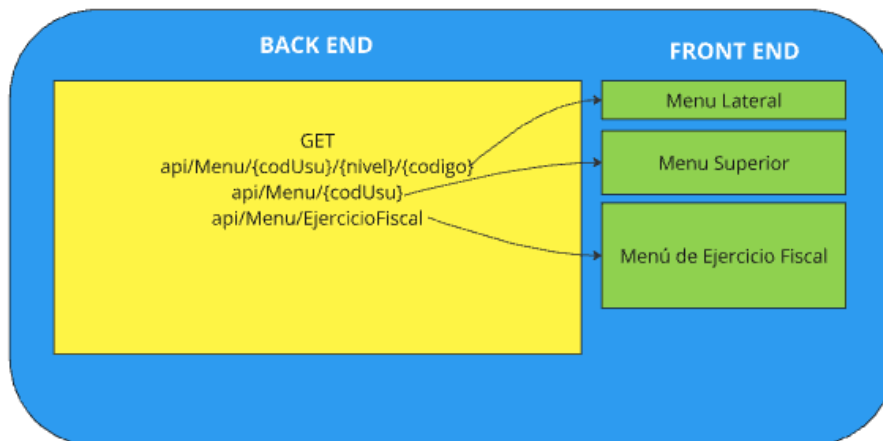 BACK END
GET
api/Menu/{codUsu}/{nivel}/{codigo}
api/Menu/{codUsu}
api/Menu/EjercicioFiscal
FRONT END
Menu Lateral
Menu Superior
Menú de Ejercicio Fiscal